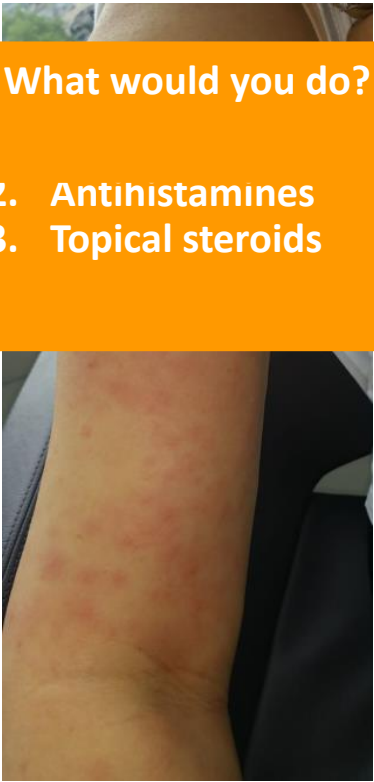 What would you do?
2. Antihistamines
3. Topical steroids